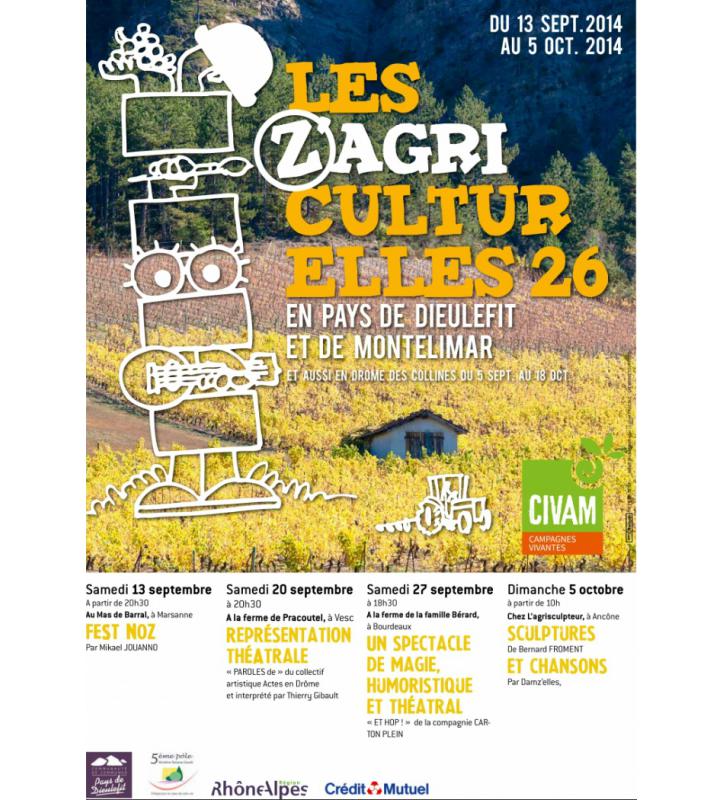 DU 13 SEPT.2014
AU 5 OCT. 2014
LES
ZAGRI
CULTUR
ELLES 26
EN PAYS DE DIEULEFIT
ET DE MONTELIMAR
ET AUSSI EN DROME DES COLLINES DU 5 SEPT. AU 18 OCT.
CIVAM
CAMPAGNES
VIVANTES
Samedi 13 septembre
A partir de 20h30
Au Mas de Barral, à Marsanne
FEST NOZ
Par Mikael JOUANNO
Samedi 20 septembre
à 20h30
A la ferme de Pracoutel, à Vesc
REPRÉSENTATION
THÉATRALE
« PAROLES de » du collectif
artistique Actes en Drôme
et interprété par Thierry Gibault
Samedi 27 septembre
à 18h30
A la ferme de la famille Bérard,
à Bourdeaux
UN SPECTACLE
DE MAGIE,
HUMORISTIQUE
ET THÉATRAL
« ET HOP ! » de la compagnie CAR-
TON PLEIN
Dimanche 5 octobre
à partir de 10h
Chez L'agrisculpteur, à Ancône
SCULPTURES
De Bernard FROMENT
ET CHANSONS
Par Damz'elles,
COMMUNAUTÉ
DE COMMUNES
Pays de
Dieulefit
5ème pôle
RhôneAlpes Région
Crédit Mutuel